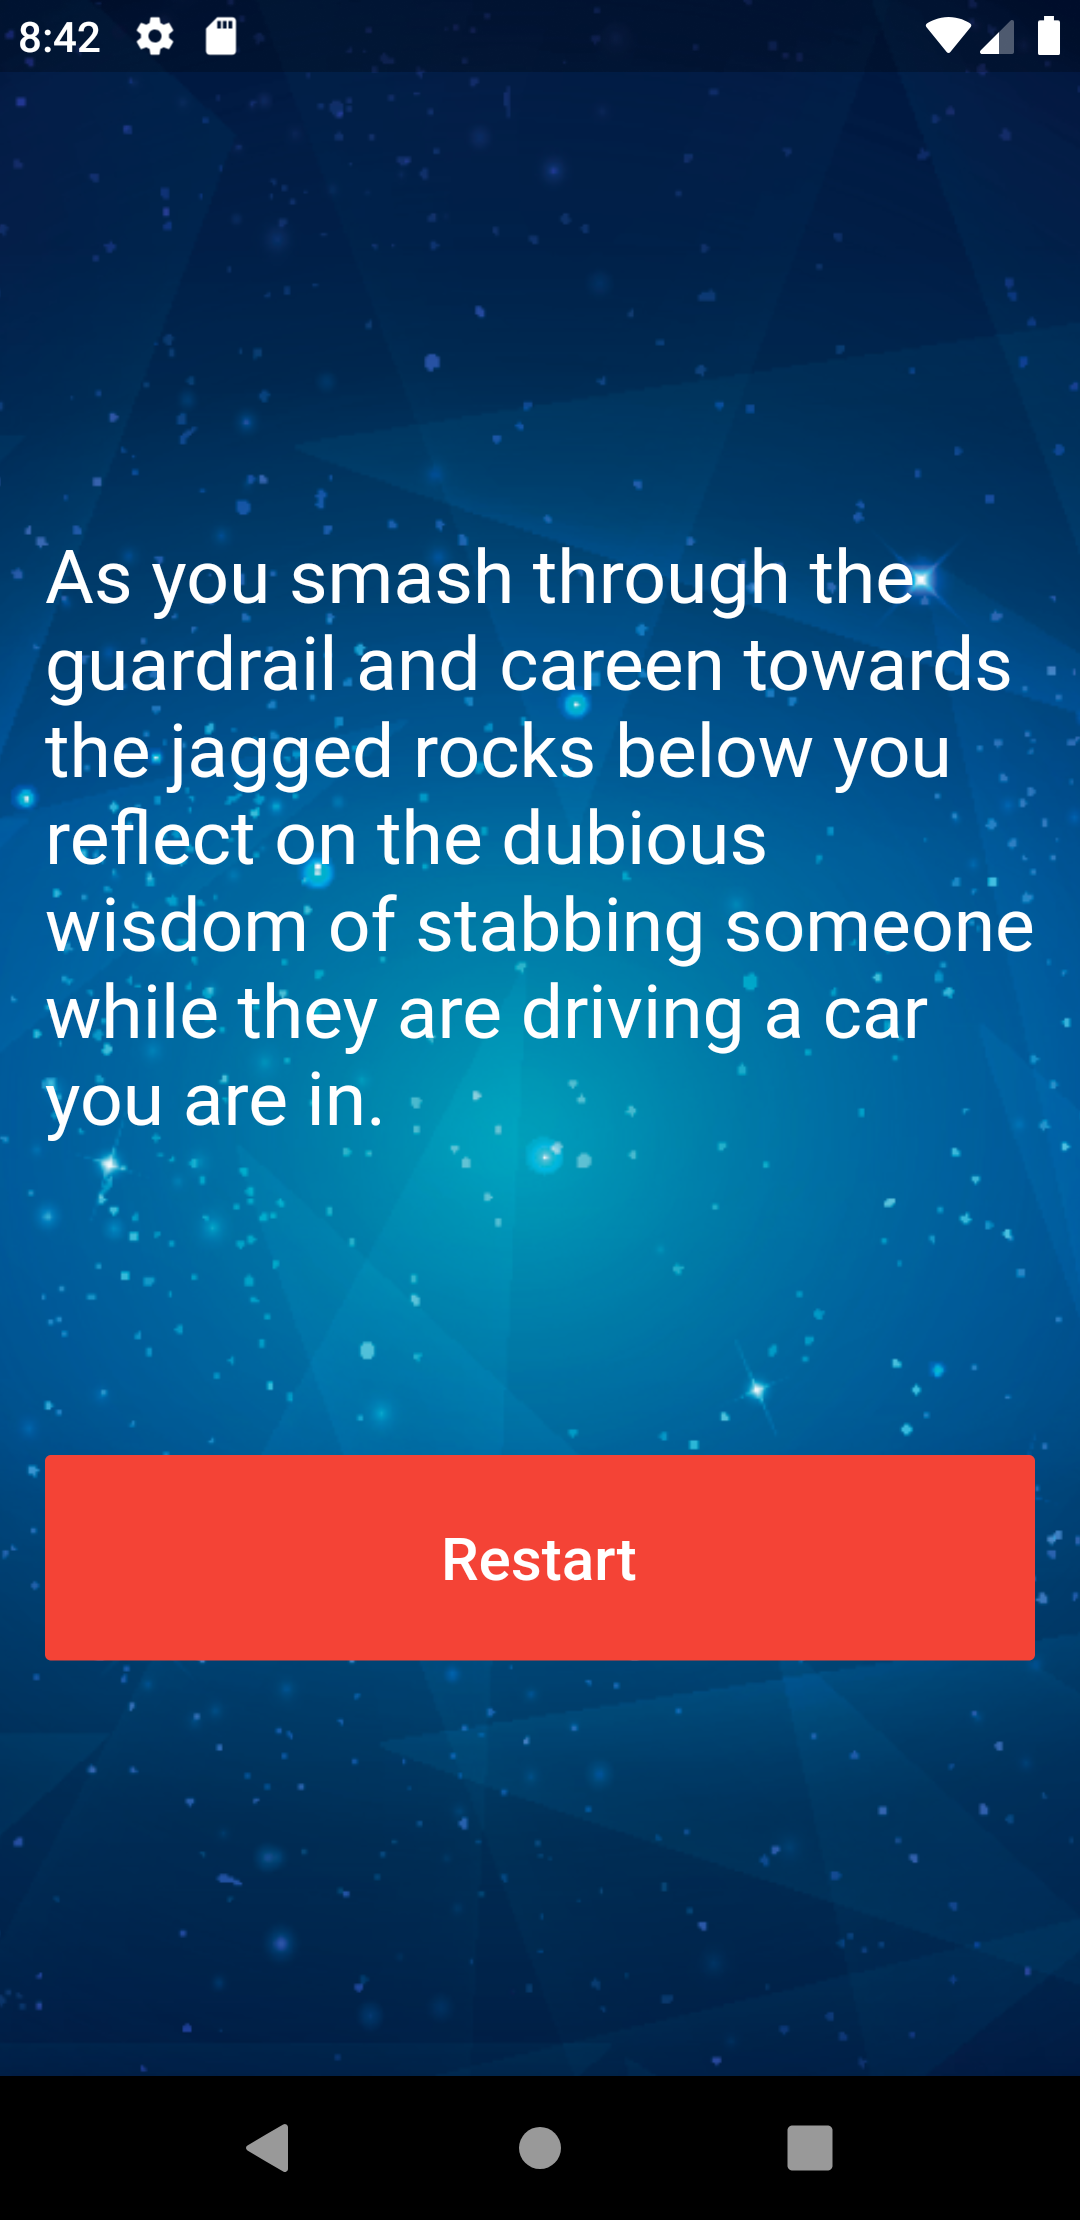 8:42
As you smash through the
guardrail and careen towards
the jagged rocks below you
reflect on the dubious
wisdom of stabbing someone
while they are driving a car
you are in.
Restart